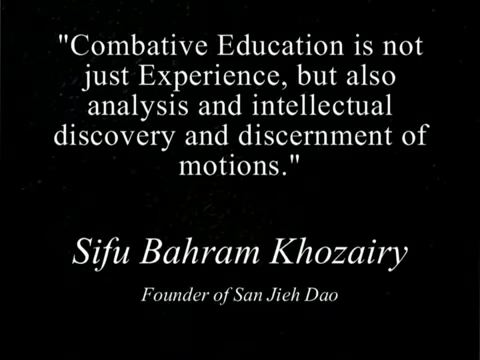 "Combative Education is not
just Experience, but also
analysis and intellectual
discovery and discernment of
motions."
Sifu Bahram Khozairy
Founder of San Jieh Dao